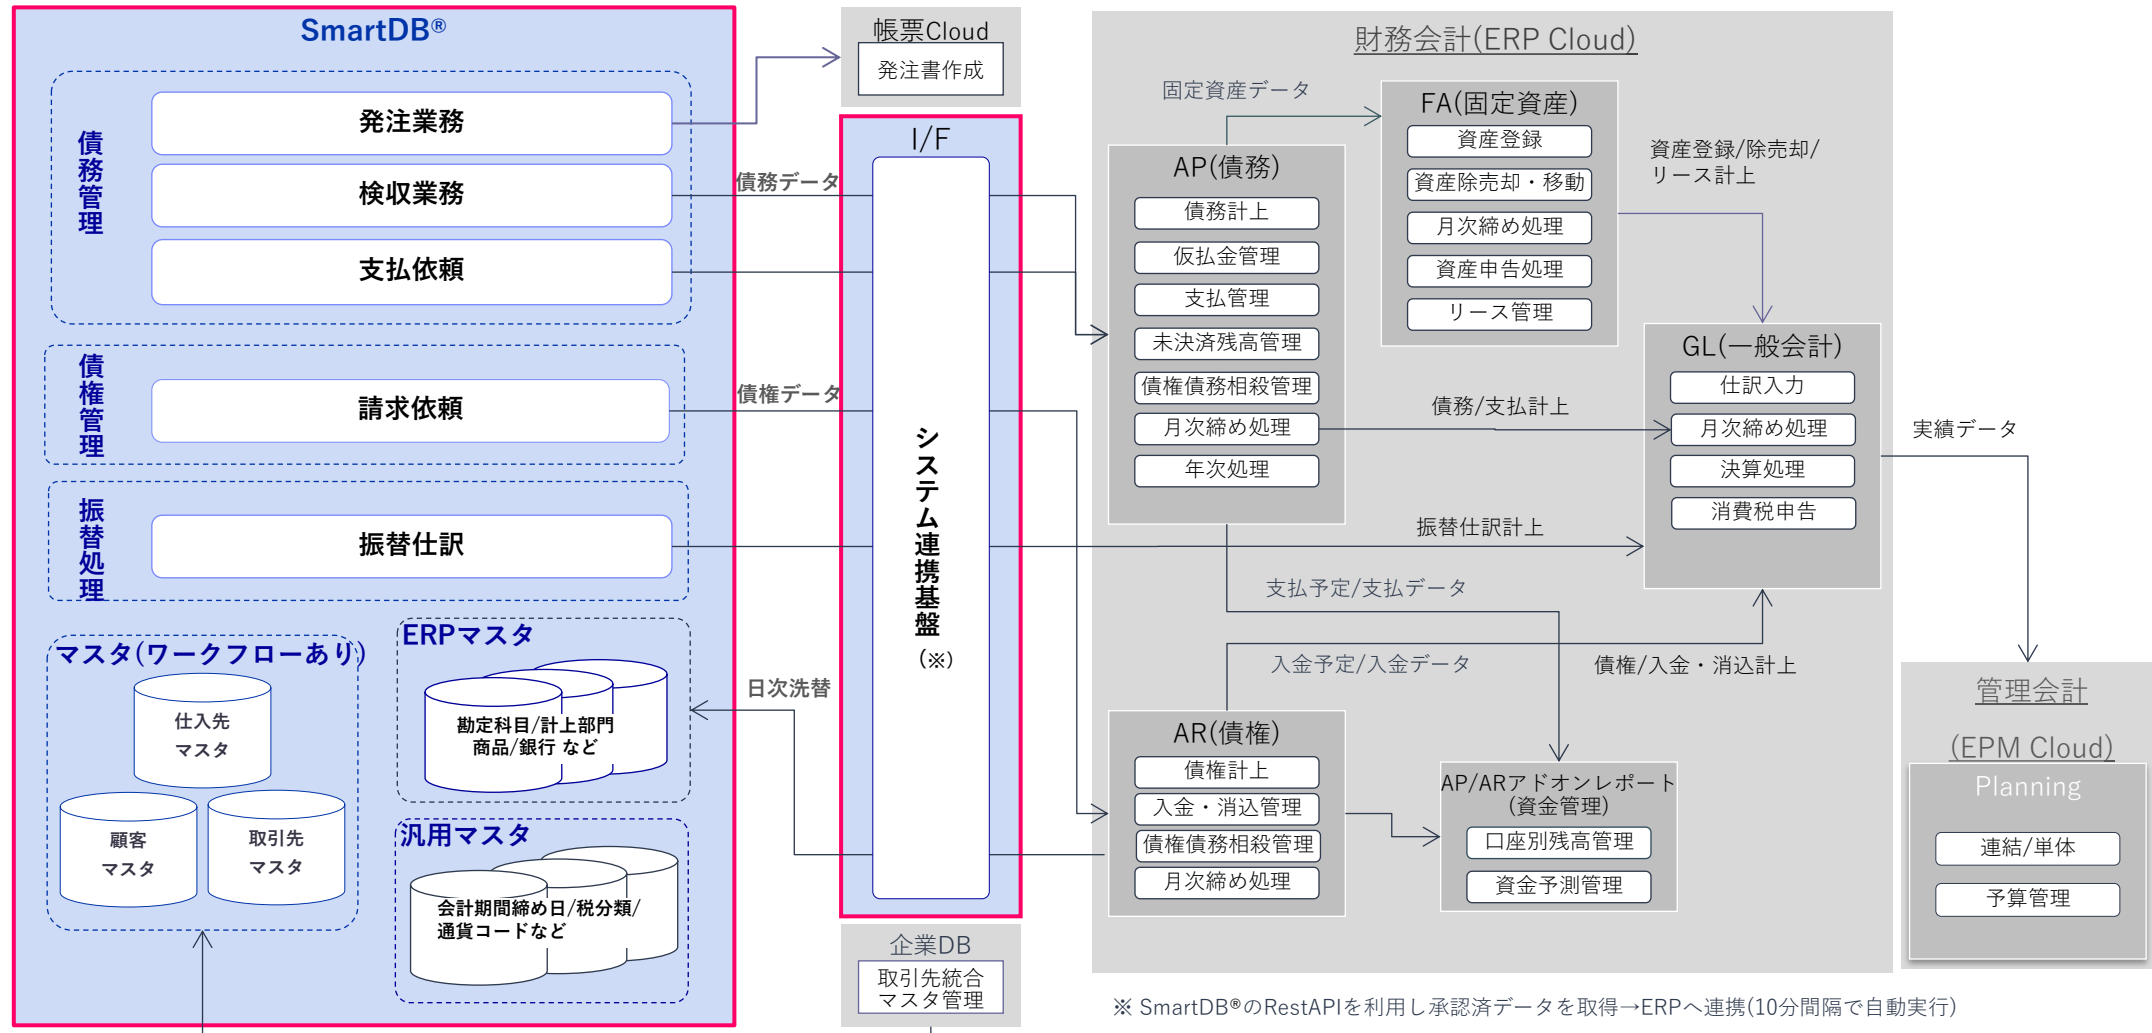 SmartDB®
債務管理
発注業務
検収業務
支払依頼
債権管理
請求依頼
振替処理
振替仕訳
マスタ(ワークフローあり)
仕入先
マスタ
顧客
マスタ
取引先
マスタ
ERPマスタ
勘定科目/計上部門
商品/銀行 など
汎用マスタ
会計期間締め日/税分類/
通貨コードなど
債務データ
債権データ
日次洗替
帳票Cloud
発注書作成
I/F
システム連携基盤
(※)
企業DB
取引先統合
マスタ管理
財務会計(ERP Cloud)
固定資産データ
AP(債務)
債務計上
仮払金管理
支払管理
未決済残高管理
債権債務相殺管理
月次締め処理
年次処理
FA(固定資産)
資産登録
資産除売却・移動
月次締め処理
資産申告処理
リース管理
資産登録/除売却/
リース計上
GL(一般会計)
仕訳入力
月次締め処理
決算処理
消費税申告
債務/支払計上
振替仕訳計上
支払予定/支払データ
入金予定/入金データ
債権/入金・消込計上
AR(債権)
債権計上
入金・消込管理
債権債務相殺管理
月次締め処理
AP/ARアドオンレポート
(資金管理)
口座別残高管理
資金予測管理
実績データ
管理会計
(EPM Cloud)
Planning
連結/単体
予算管理
※ SmartDB®のRestAPIを利用し承認済データを取得→ERPへ連携(10分間隔で自動実行)